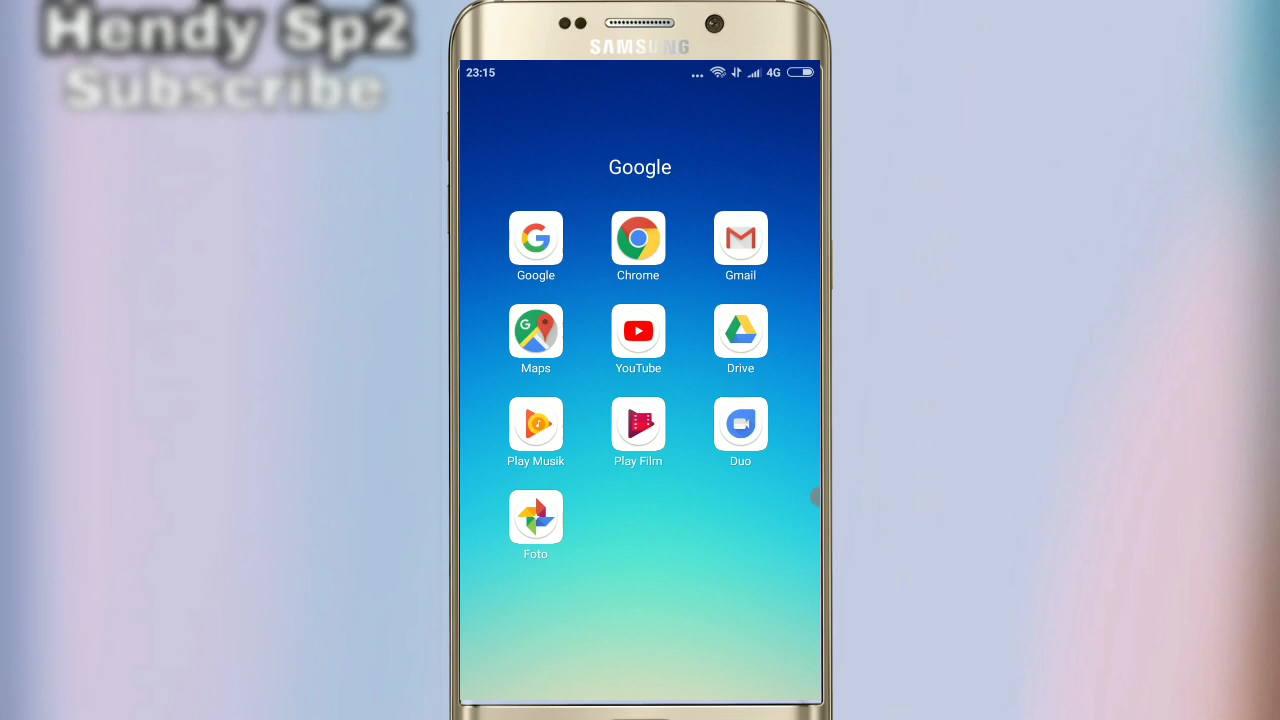 Hendy Sp2
Subscribe
SAMSUNG
23:15
4G
Google
Google
Chrome
Gmail
Maps
YouTube
Drive
Play Musik
Play Film
Duo
Foto